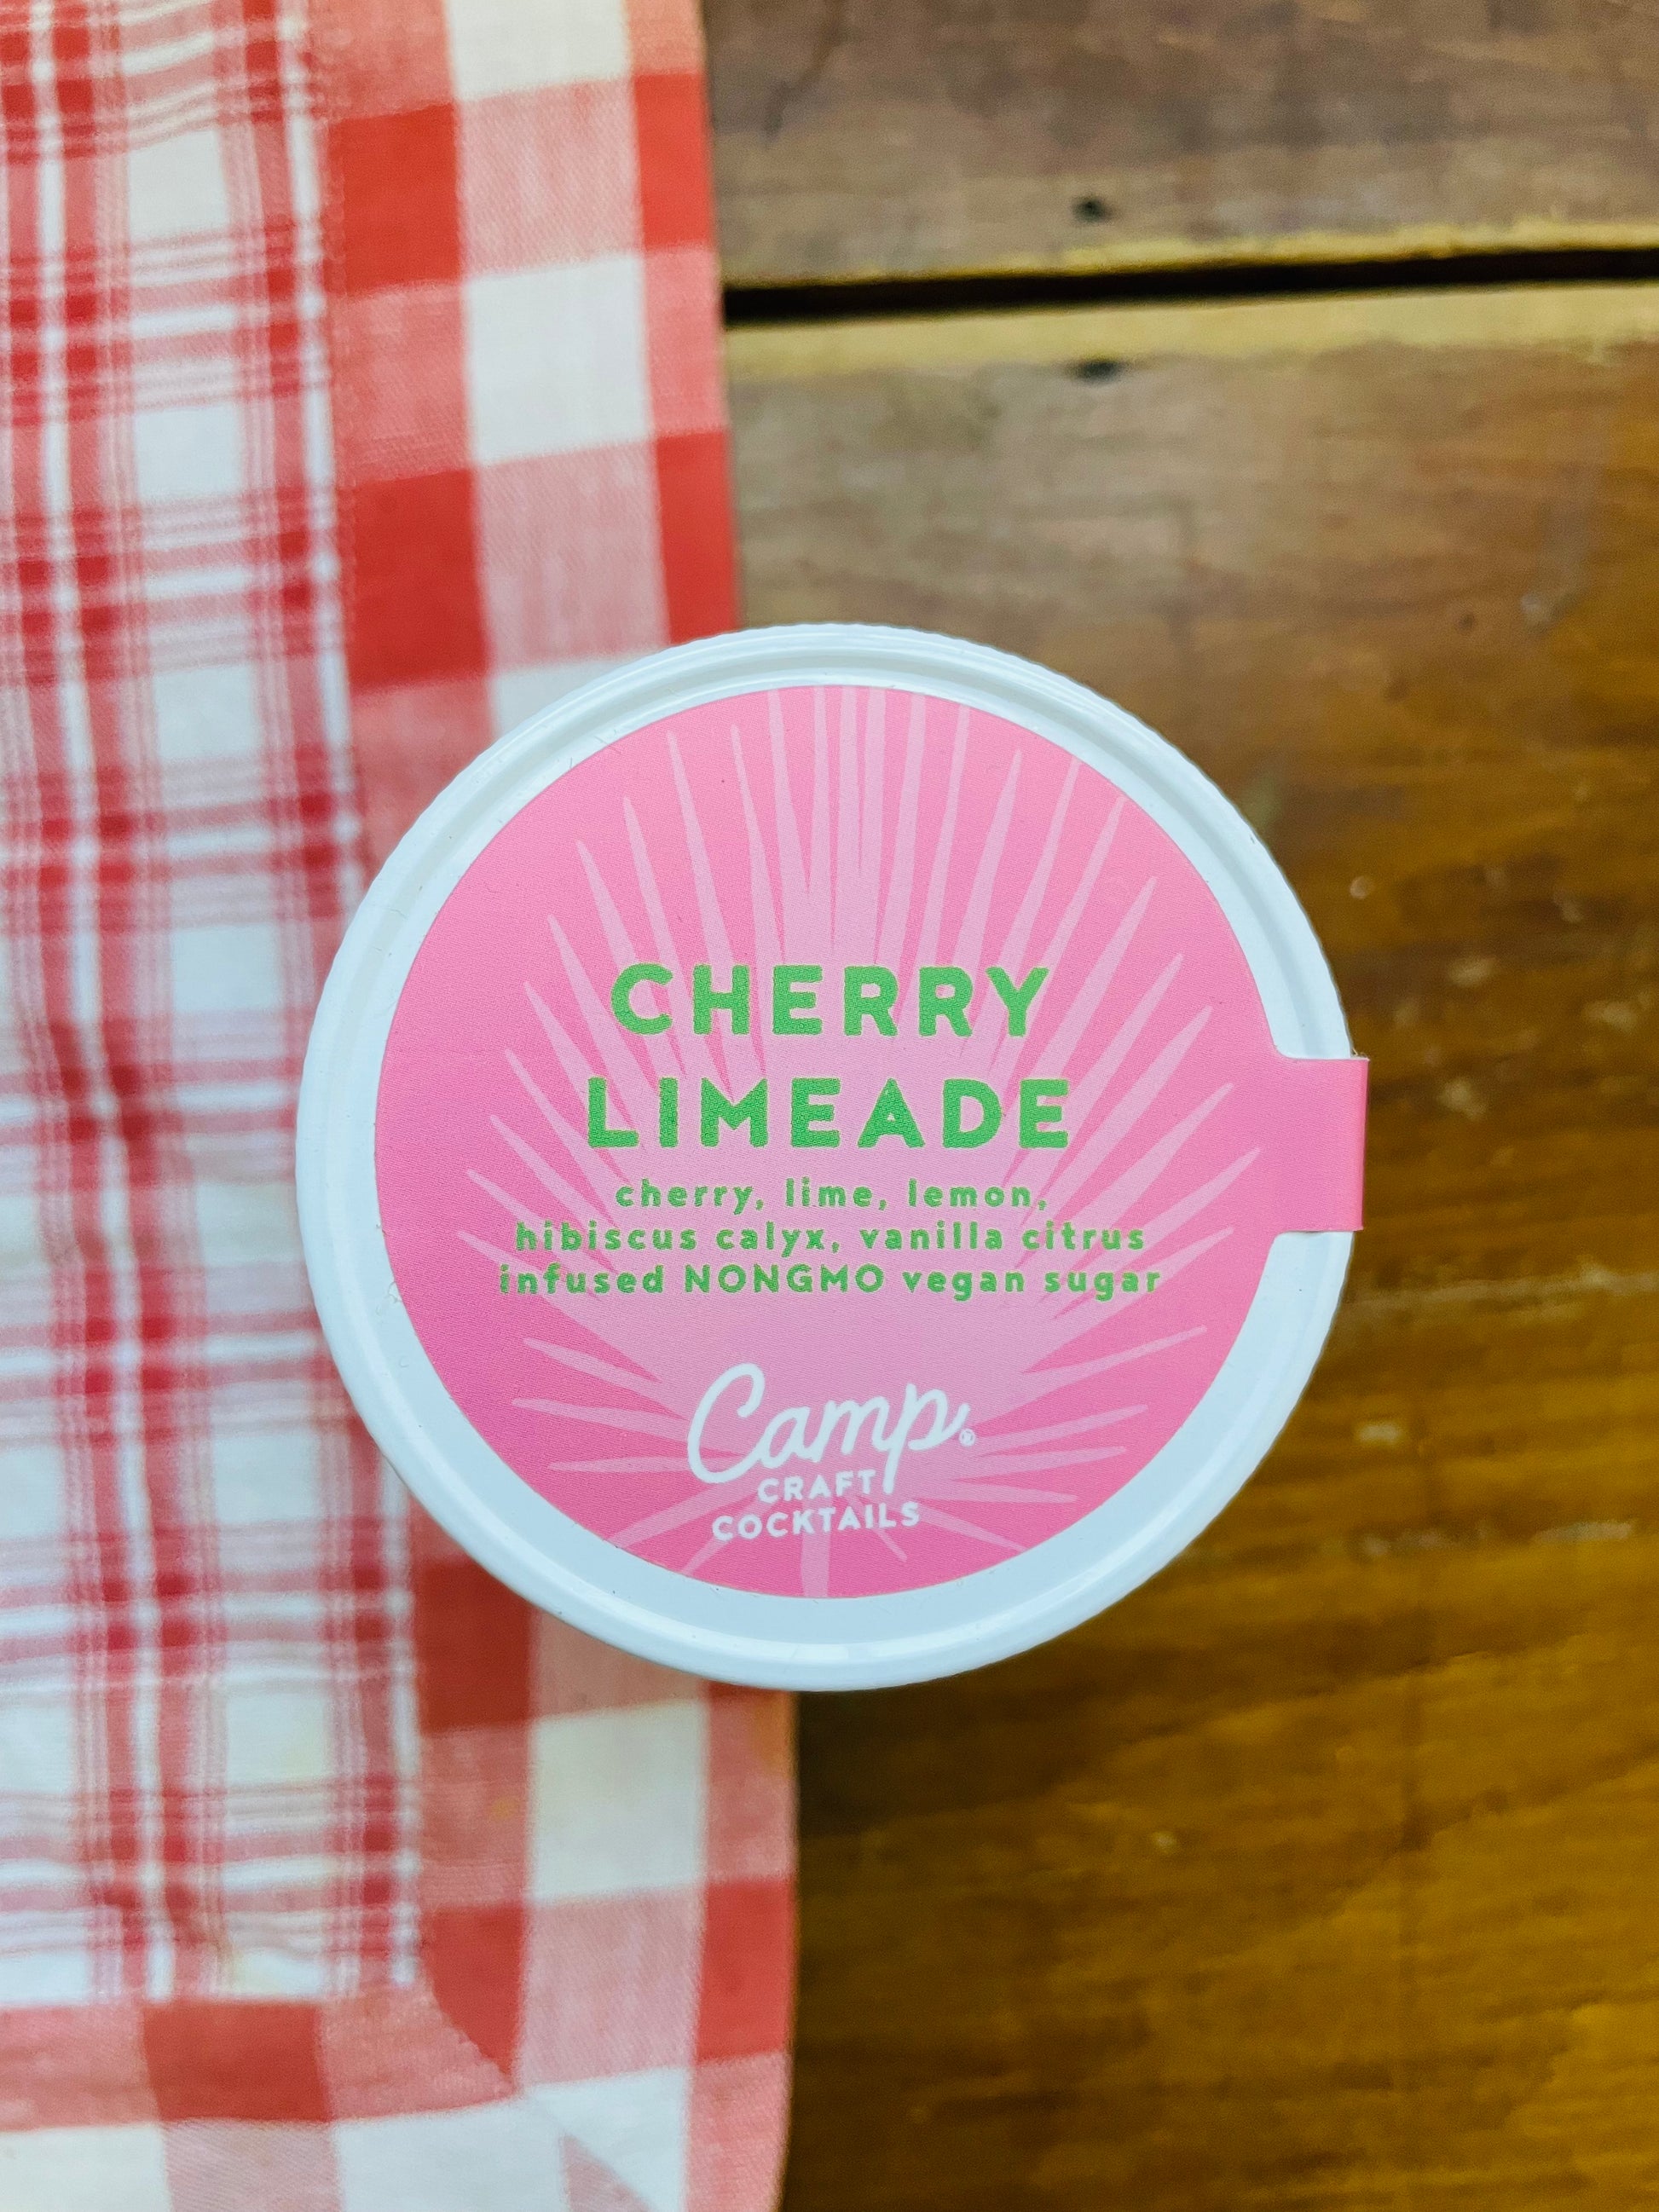 CHERRY
LIMEADE
cherry, lime, lemon,
hibiscus calyx, vanilla citrus
infused NONGMO vegan sugar
Camp®
CRAFT
COCKTAILS